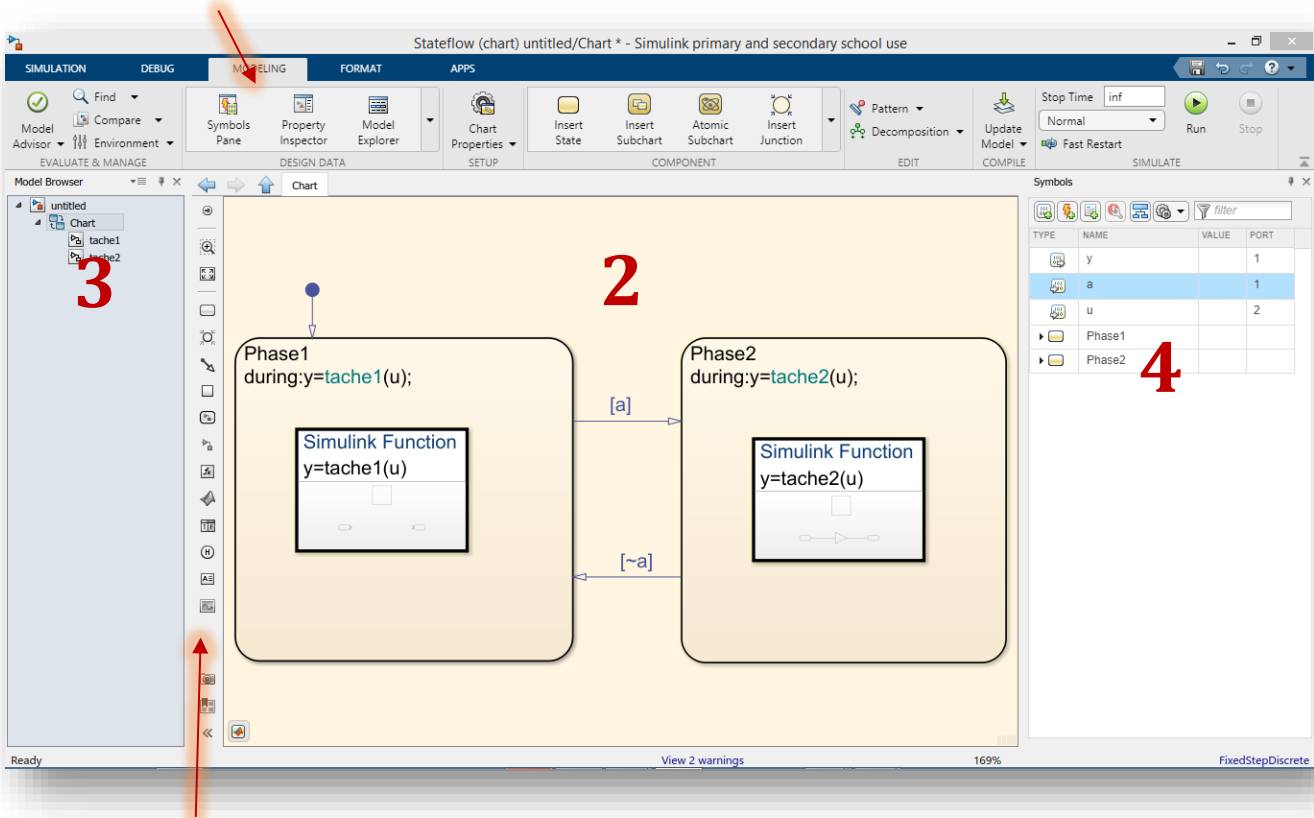 Stateflow (chart) untitled/Chart * - Simulink primary and secondary school use
SIMULATION DEBUG MODELING FORMAT APPS
Model Advisor
Find
Compare
Environment
EVALUATE & MANAGE
Symbols Pane
Property Inspector
Model Explorer
DESIGN DATA
Chart Properties
SETUP
Insert State
Insert Subchart
Atomic Subchart
Insert Junction
COMPONENT
Pattern
Decomposition
EDIT
Update Model
COMPILE
Stop Time inf
Normal
Fast Restart
Run
Stop
SIMULATE
Model Browser
untitled
Chart
tache1
tache2
3
Chart
2
Phase1
during:y=tache1(u);
Simulink Function
y=tache1(u)
[a]
[~a]
Phase2
during:y=tache2(u);
Simulink Function
y=tache2(u)
Symbols
filter
TYPE NAME VALUE PORT
y 1
a 1
u 2
Phase1
Phase2
4
Ready
View 2 warnings
169%
FixedStepDiscrete